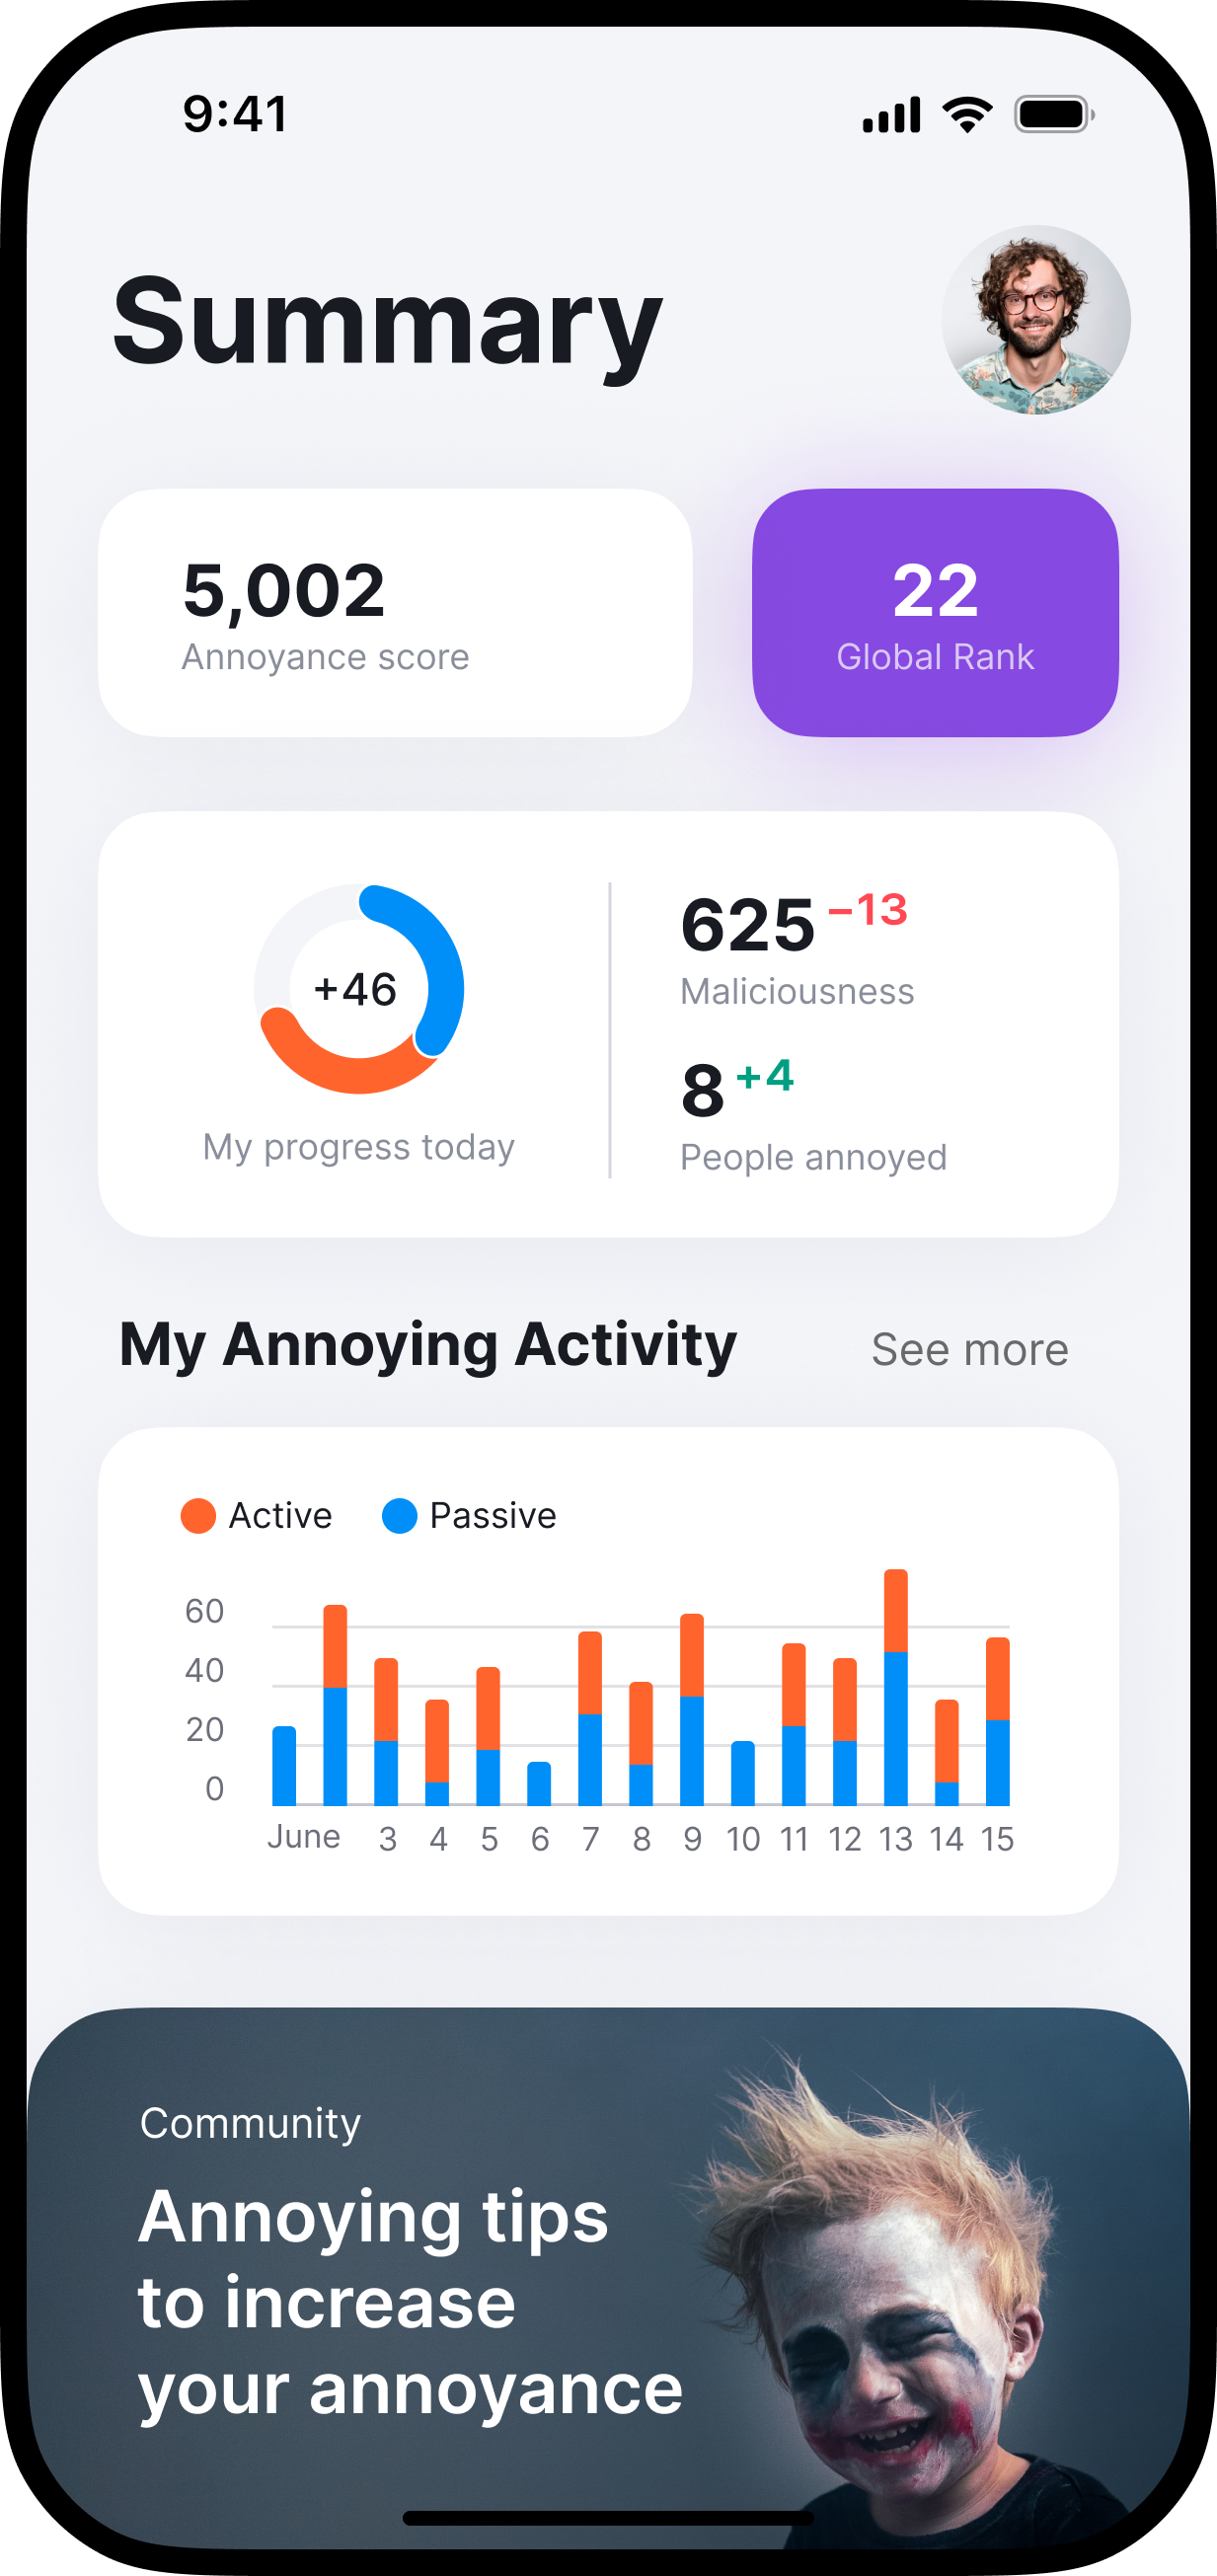 9:41
Summary
5,002
Annoyance score
22
Global Rank
+46
My progress today
625 −13
Maliciousness
8 +4
People annoyed
My Annoying Activity
See more
Active
Passive
60
40
20
0
June 3 4 5 6 7 8 9 10 11 12 13 14 15
Community
Annoying tips
to increase
your annoyance